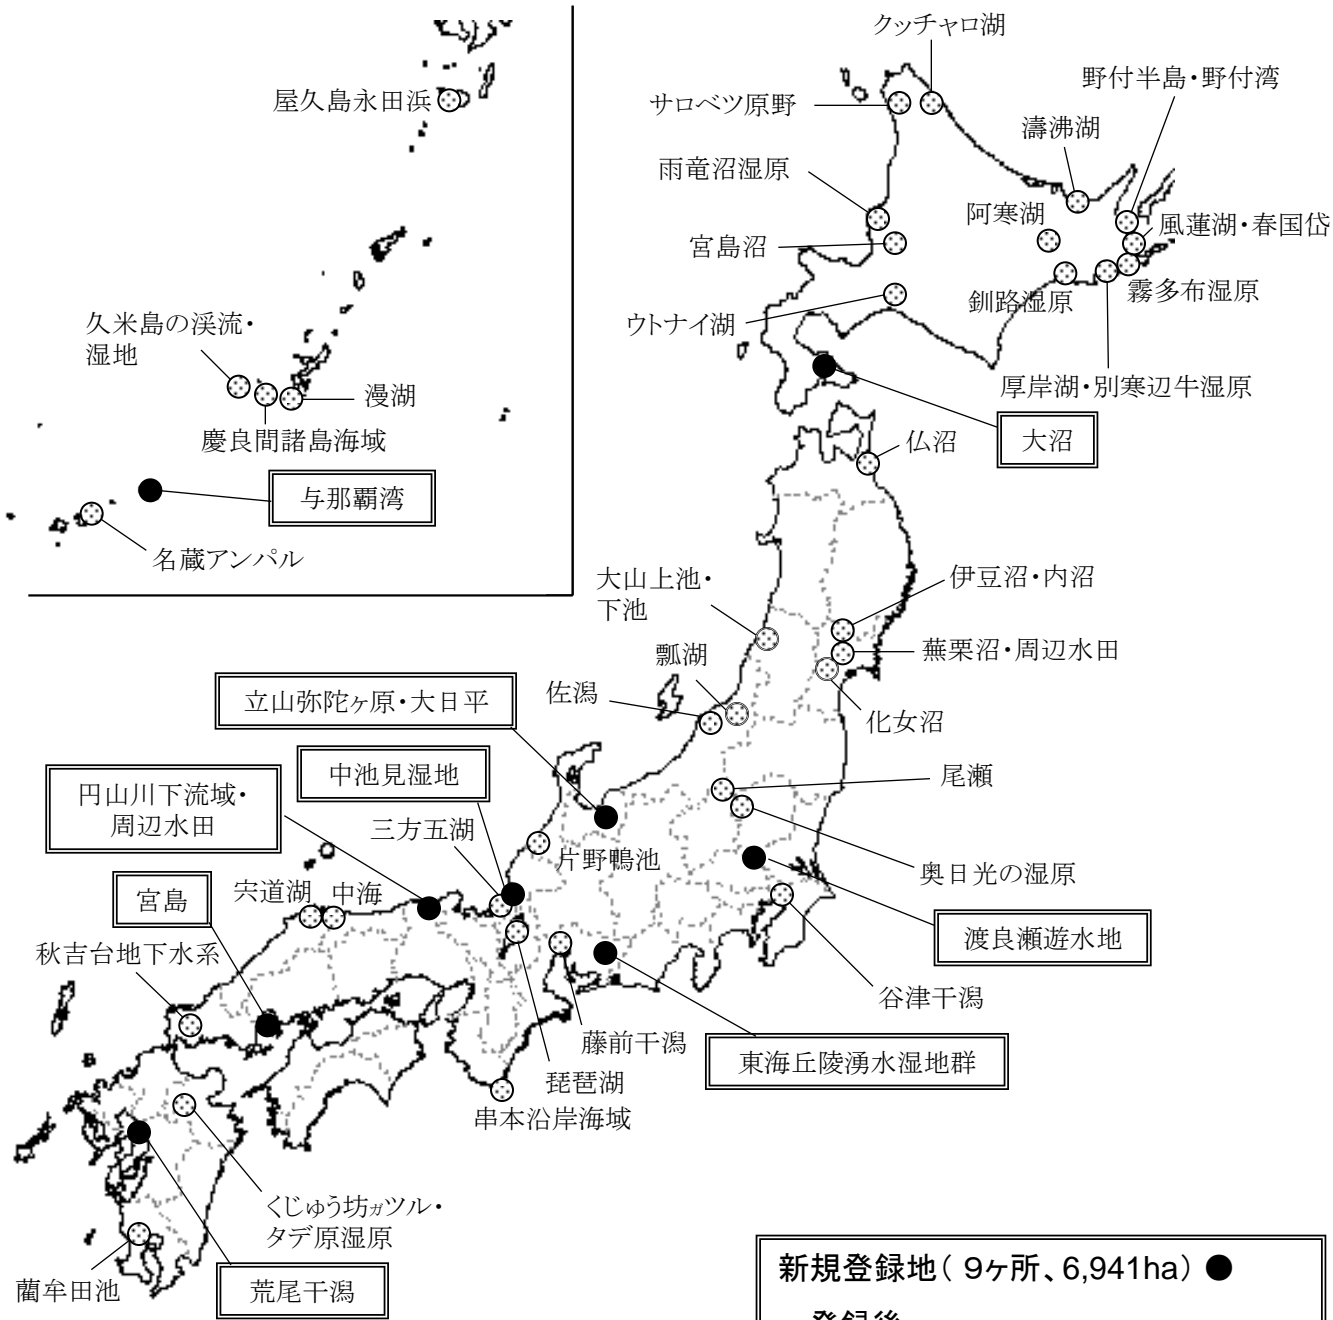 クッチャロ湖
野付半島・野付湾
屋久島永田浜
サロベツ原野
濤沸湖
雨竜沼湿原
阿寒湖
風蓮湖・春国岱
宮島沼
霧多布湿原
釧路湿原
久米島の渓流・
湿地
ウトナイ湖
厚岸湖・別寒辺牛湿原
漫湖
慶良間諸島海域
大沼
仏沼
与那覇湾
名蔵アンパル
大山上池・
下池
伊豆沼・内沼
蕪栗沼・周辺水田
瓢湖
立山弥陀ヶ原・大日平
佐潟
化女沼
中池見湿地
尾瀬
円山川下流域・
周辺水田
三方五湖
片野鴨池
奥日光の湿原
宮島
宍道湖
中海
渡良瀬遊水地
秋吉台地下水系
谷津干潟
藤前干潟
東海丘陵湧水湿地群
琵琶湖
串本沿岸海域
くじゅう坊ガツル・
タデ原湿原
藺牟田池
荒尾干潟
新規登録地( 9ヶ所、6,941ha) ●